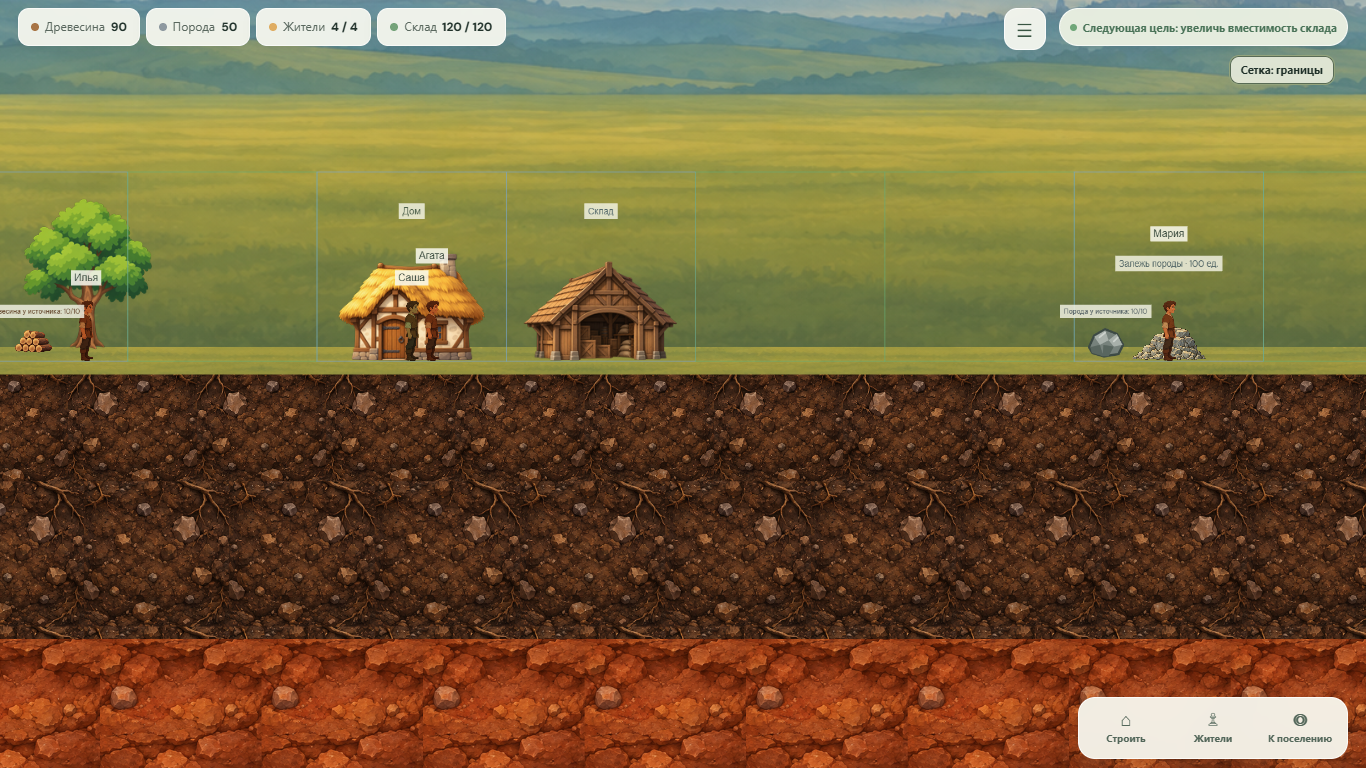 Древесина 90
Порода 50
Жители 4 / 4
Склад 120 / 120
☰
Следующая цель: увеличь вместимость склада
Сетка: границы
Дом
Склад
Мария
Агата
Залежь породы · 100 ед.
Илья
Саша
весина у источника: 10/10
Порода у источника: 10/10
Строить
Жители
К поселению